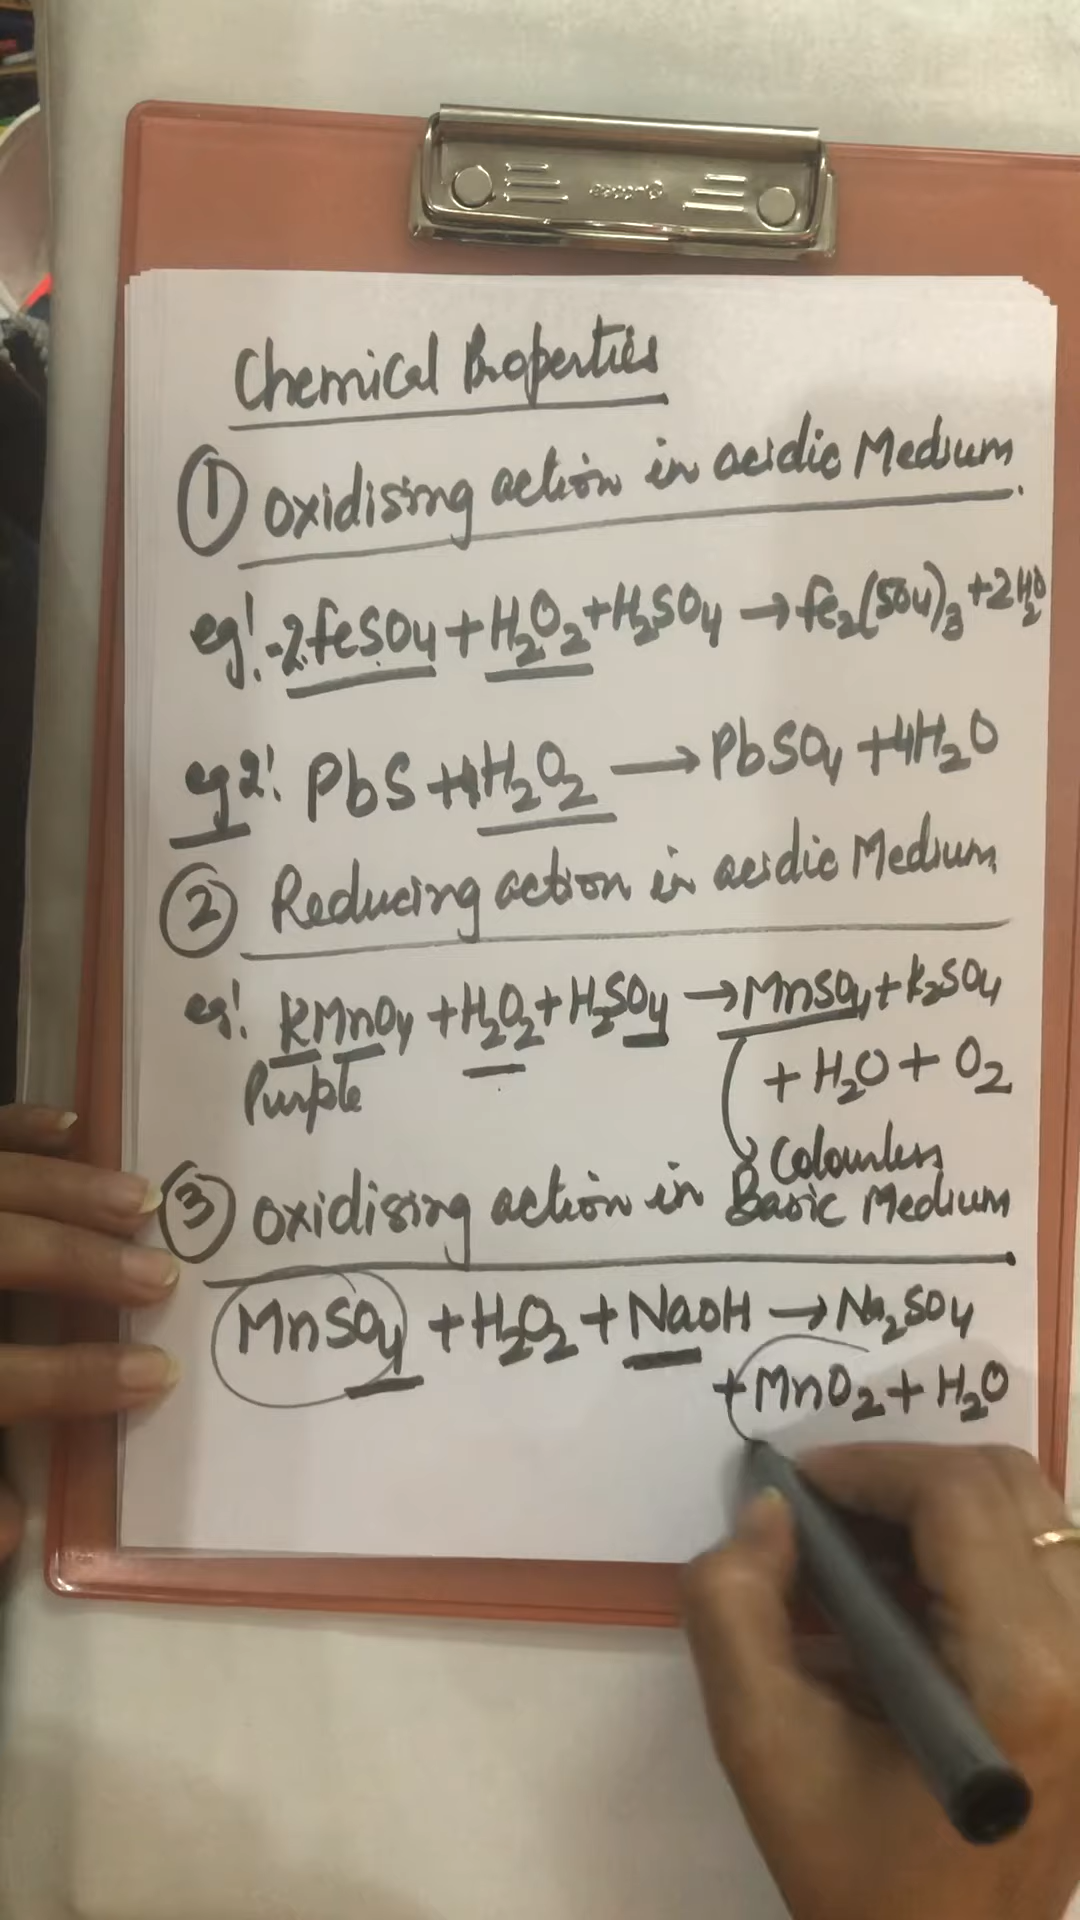 Chemical Properties
① Oxidising action in acidic Medium.
eg:- 2FeSO4 + H2O2 + H2SO4 → Fe2(SO4)3 + 2H2O
eg2: PbS + 4H2O2 → PbSO4 + 4H2O
② Reducing action in acidic Medium
eg: KMnO4 + H2O2 + H2SO4 → MnSO4 + K2SO4
Purple + H2O + O2
Colourless
③ Oxidising action in Basic Medium
MnSO4 + H2O2 + NaOH → Na2SO4
+ MnO2 + H2O